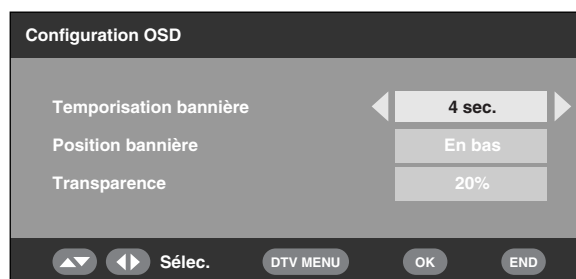 Configuration OSD
Temporisation bannière 4 sec.
Position bannière En bas
Transparence 20%
Sélec. DTV MENU OK END